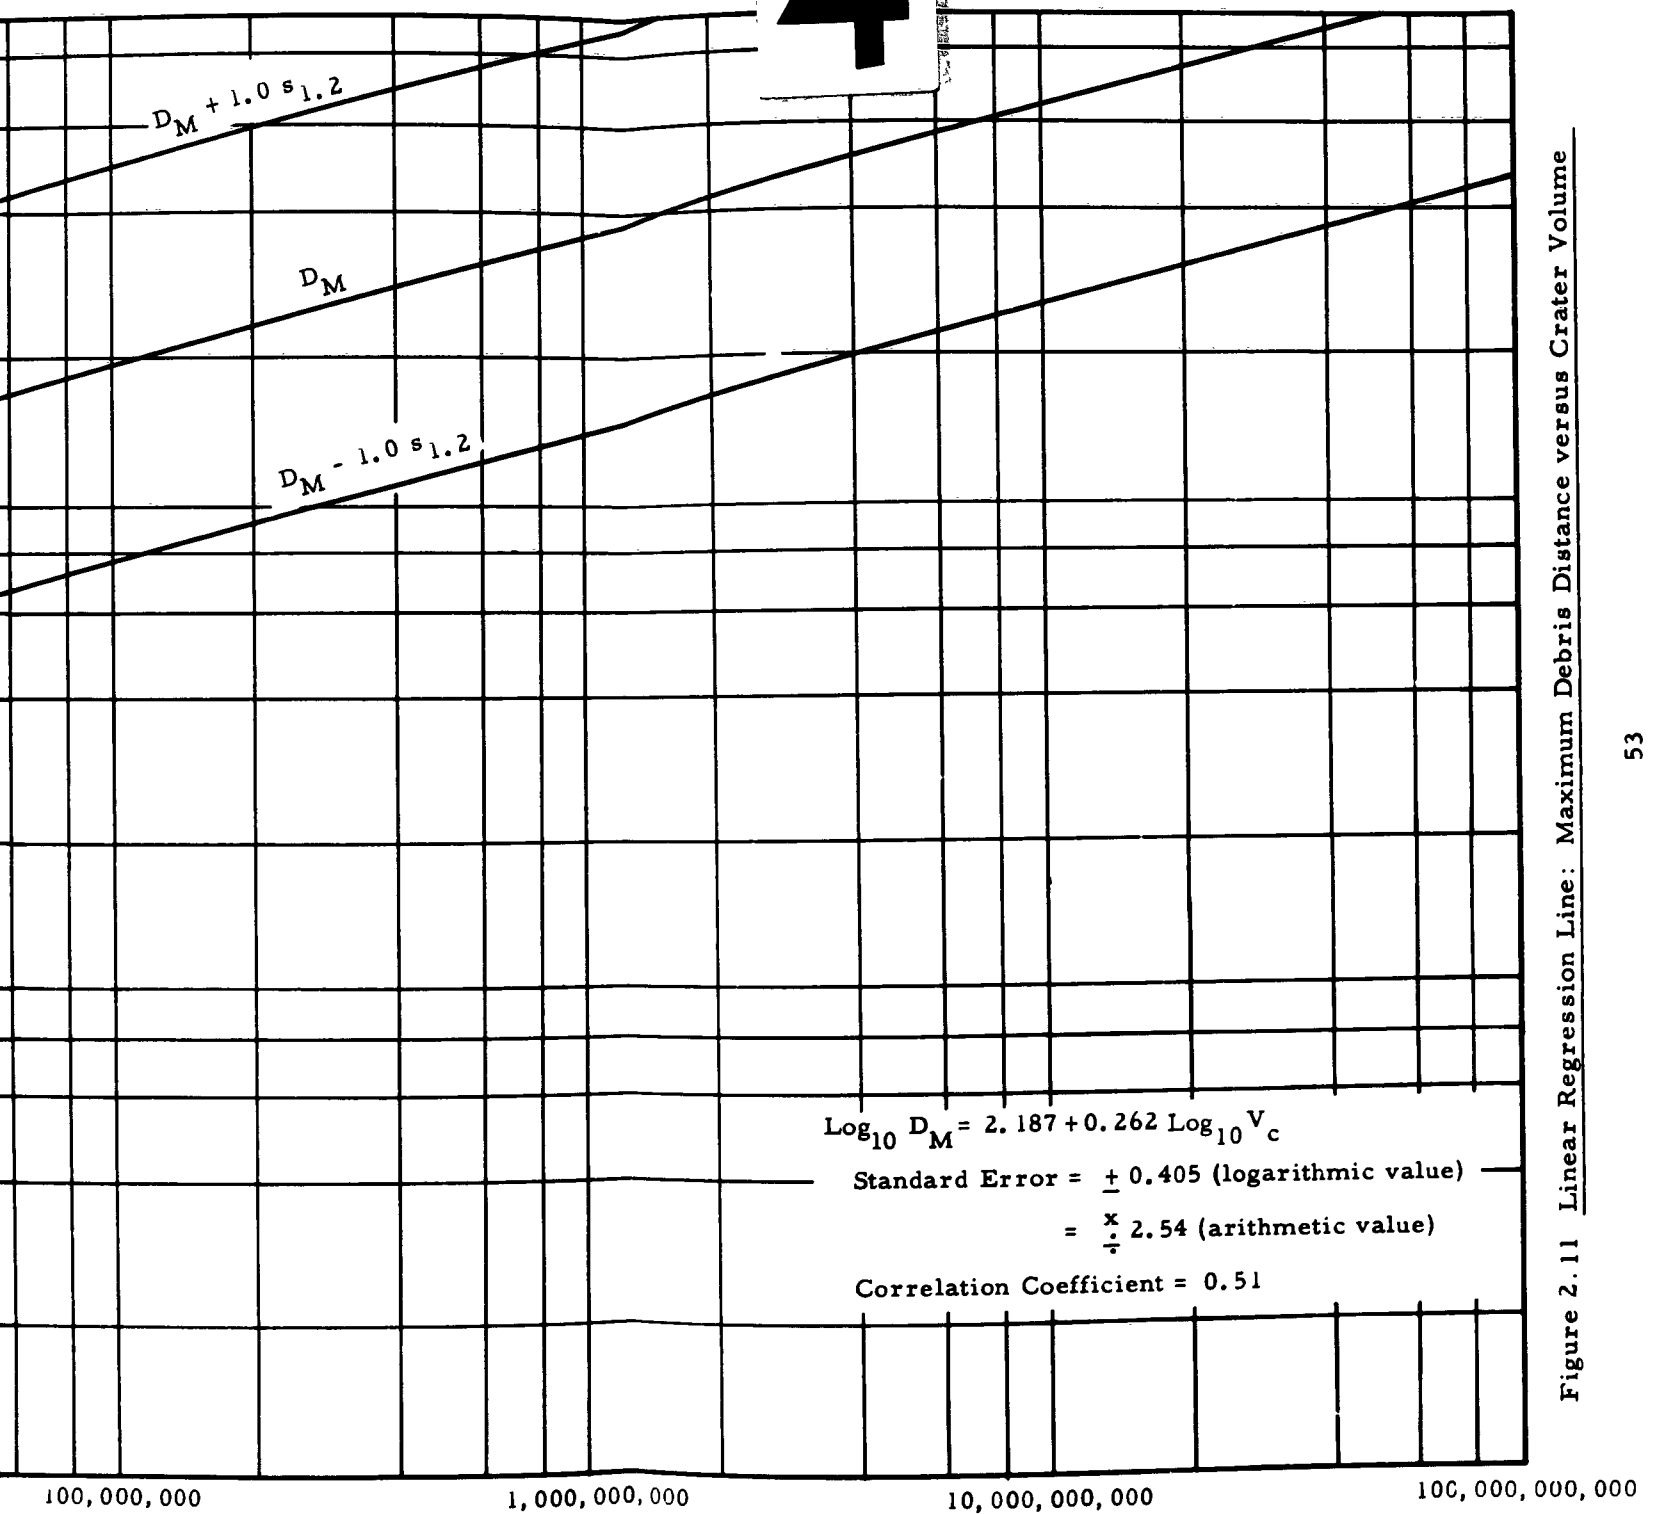 4
D_M + 1.0 s_1.2
D_M
D_M - 1.0 s_1.2
Log_10 D_M = 2.187 + 0.262 Log_10 V_c
Standard Error = ± 0.405 (logarithmic value)
= x/÷ 2.54 (arithmetic value)
Correlation Coefficient = 0.51
100,000,000
1,000,000,000
10,000,000,000
100,000,000,000
Figure 2.11 Linear Regression Line: Maximum Debris Distance versus Crater Volume
53